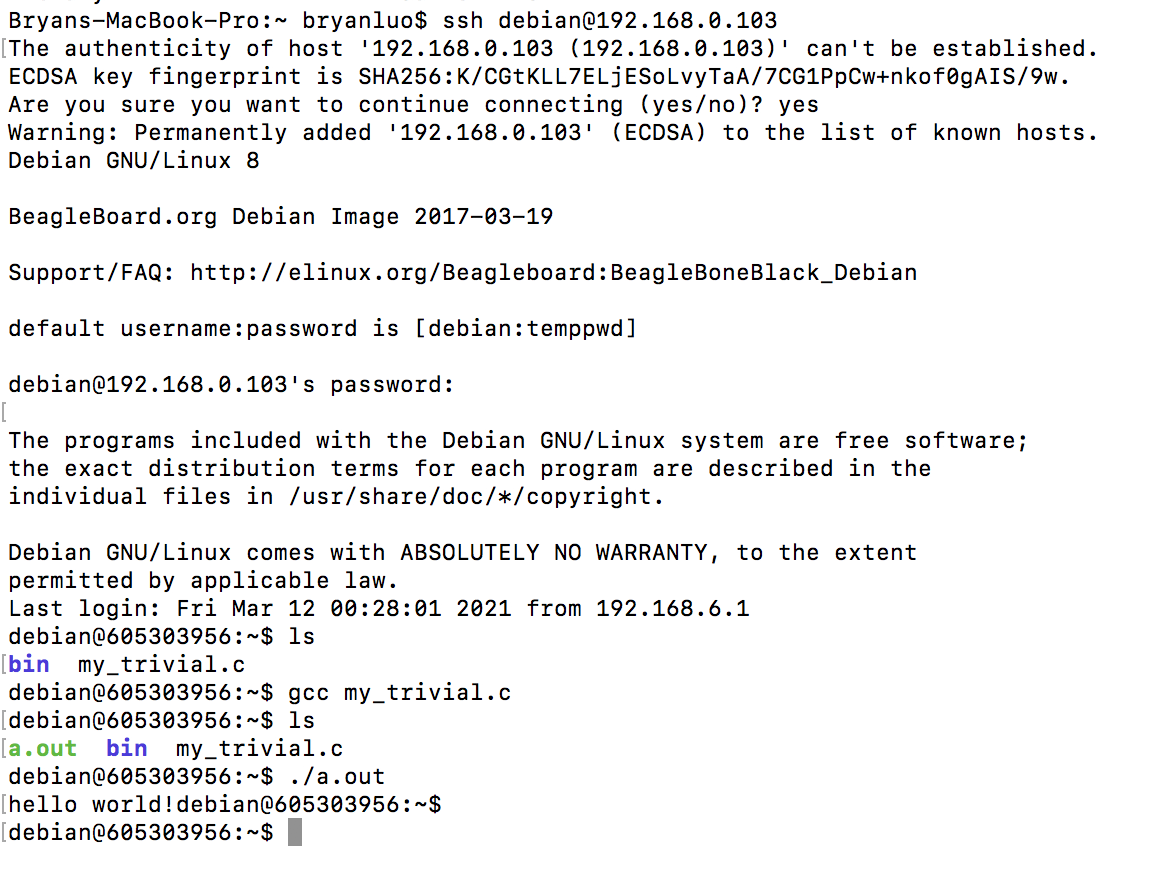 Bryans-MacBook-Pro:~ bryanluo$ ssh debian@192.168.0.103
[The authenticity of host '192.168.0.103 (192.168.0.103)' can't be established.
ECDSA key fingerprint is SHA256:K/CGtKLL7ELjESoLvyTaA/7CG1PpCw+nkof0gAIS/9w.
Are you sure you want to continue connecting (yes/no)? yes
Warning: Permanently added '192.168.0.103' (ECDSA) to the list of known hosts.
Debian GNU/Linux 8
BeagleBoard.org Debian Image 2017-03-19
Support/FAQ: http://elinux.org/Beagleboard:BeagleBoneBlack_Debian
default username:password is [debian:temppwd]
debian@192.168.0.103's password:
[
The programs included with the Debian GNU/Linux system are free software;
the exact distribution terms for each program are described in the
individual files in /usr/share/doc/*/copyright.
Debian GNU/Linux comes with ABSOLUTELY NO WARRANTY, to the extent
permitted by applicable law.
Last login: Fri Mar 12 00:28:01 2021 from 192.168.6.1
debian@605303956:~$ ls
[bin  my_trivial.c
debian@605303956:~$ gcc my_trivial.c
[debian@605303956:~$ ls
[a.out  bin  my_trivial.c
debian@605303956:~$ ./a.out
[hello world!debian@605303956:~$
[debian@605303956:~$